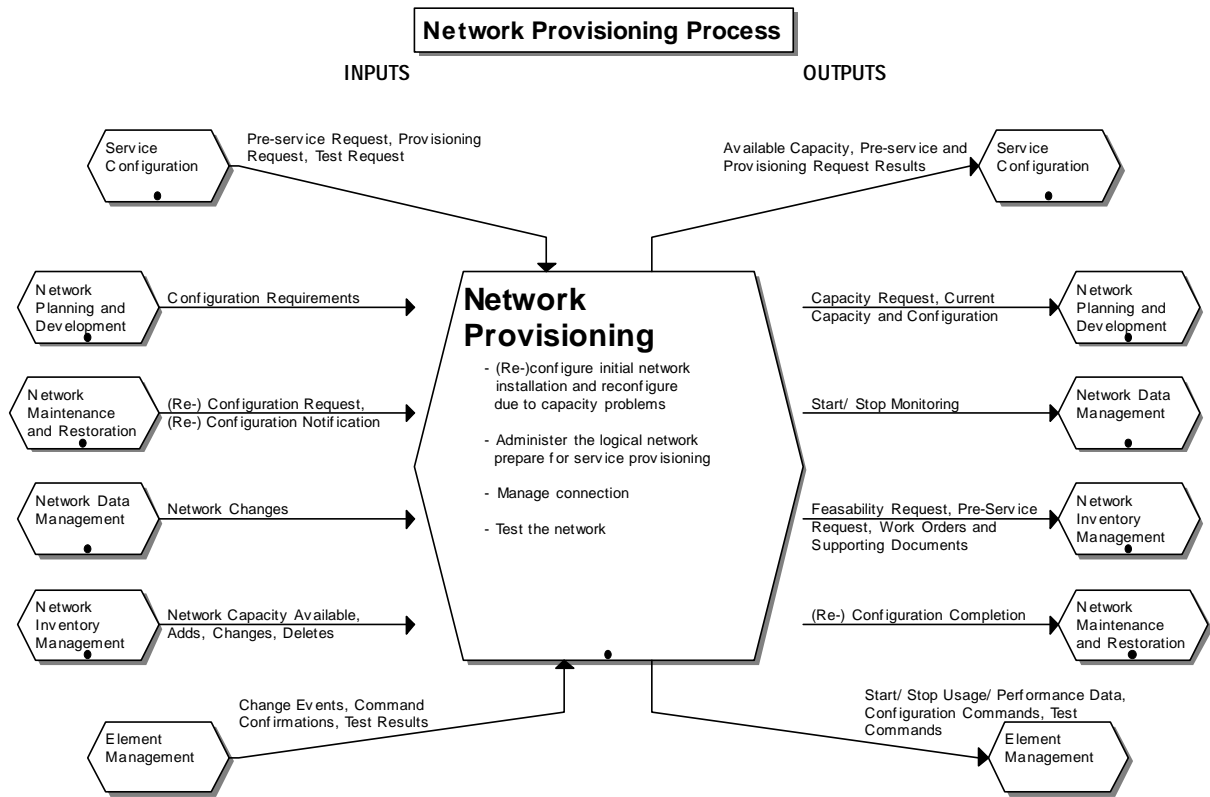 Network Provisioning Process
INPUTS
OUTPUTS
Service
Configuration
Pre-service Request, Provisioning
Request, Test Request
Available Capacity, Pre-service and
Provisioning Request Results
Service
Configuration
Network
Planning and
Development
Configuration Requirements
Network
Maintenance
and Restoration
(Re-) Configuration Request,
(Re-) Configuration Notification
Network Data
Management
Network Changes
Network
Inventory
Management
Network Capacity Available,
Adds, Changes, Deletes
Element
Management
Change Events, Command
Confirmations, Test Results
Network
Provisioning
- (Re-)configure initial network
installation and reconfigure
due to capacity problems
- Administer the logical network
prepare for service provisioning
- Manage connection
- Test the network
Capacity Request, Current
Capacity and Configuration
Network
Planning and
Development
Start/ Stop Monitoring
Network Data
Management
Feasability Request, Pre-Service
Request, Work Orders and
Supporting Documents
Network
Inventory
Management
(Re-) Configuration Completion
Network
Maintenance
and Restoration
Start/ Stop Usage/ Performance Data,
Configuration Commands, Test
Commands
Element
Management